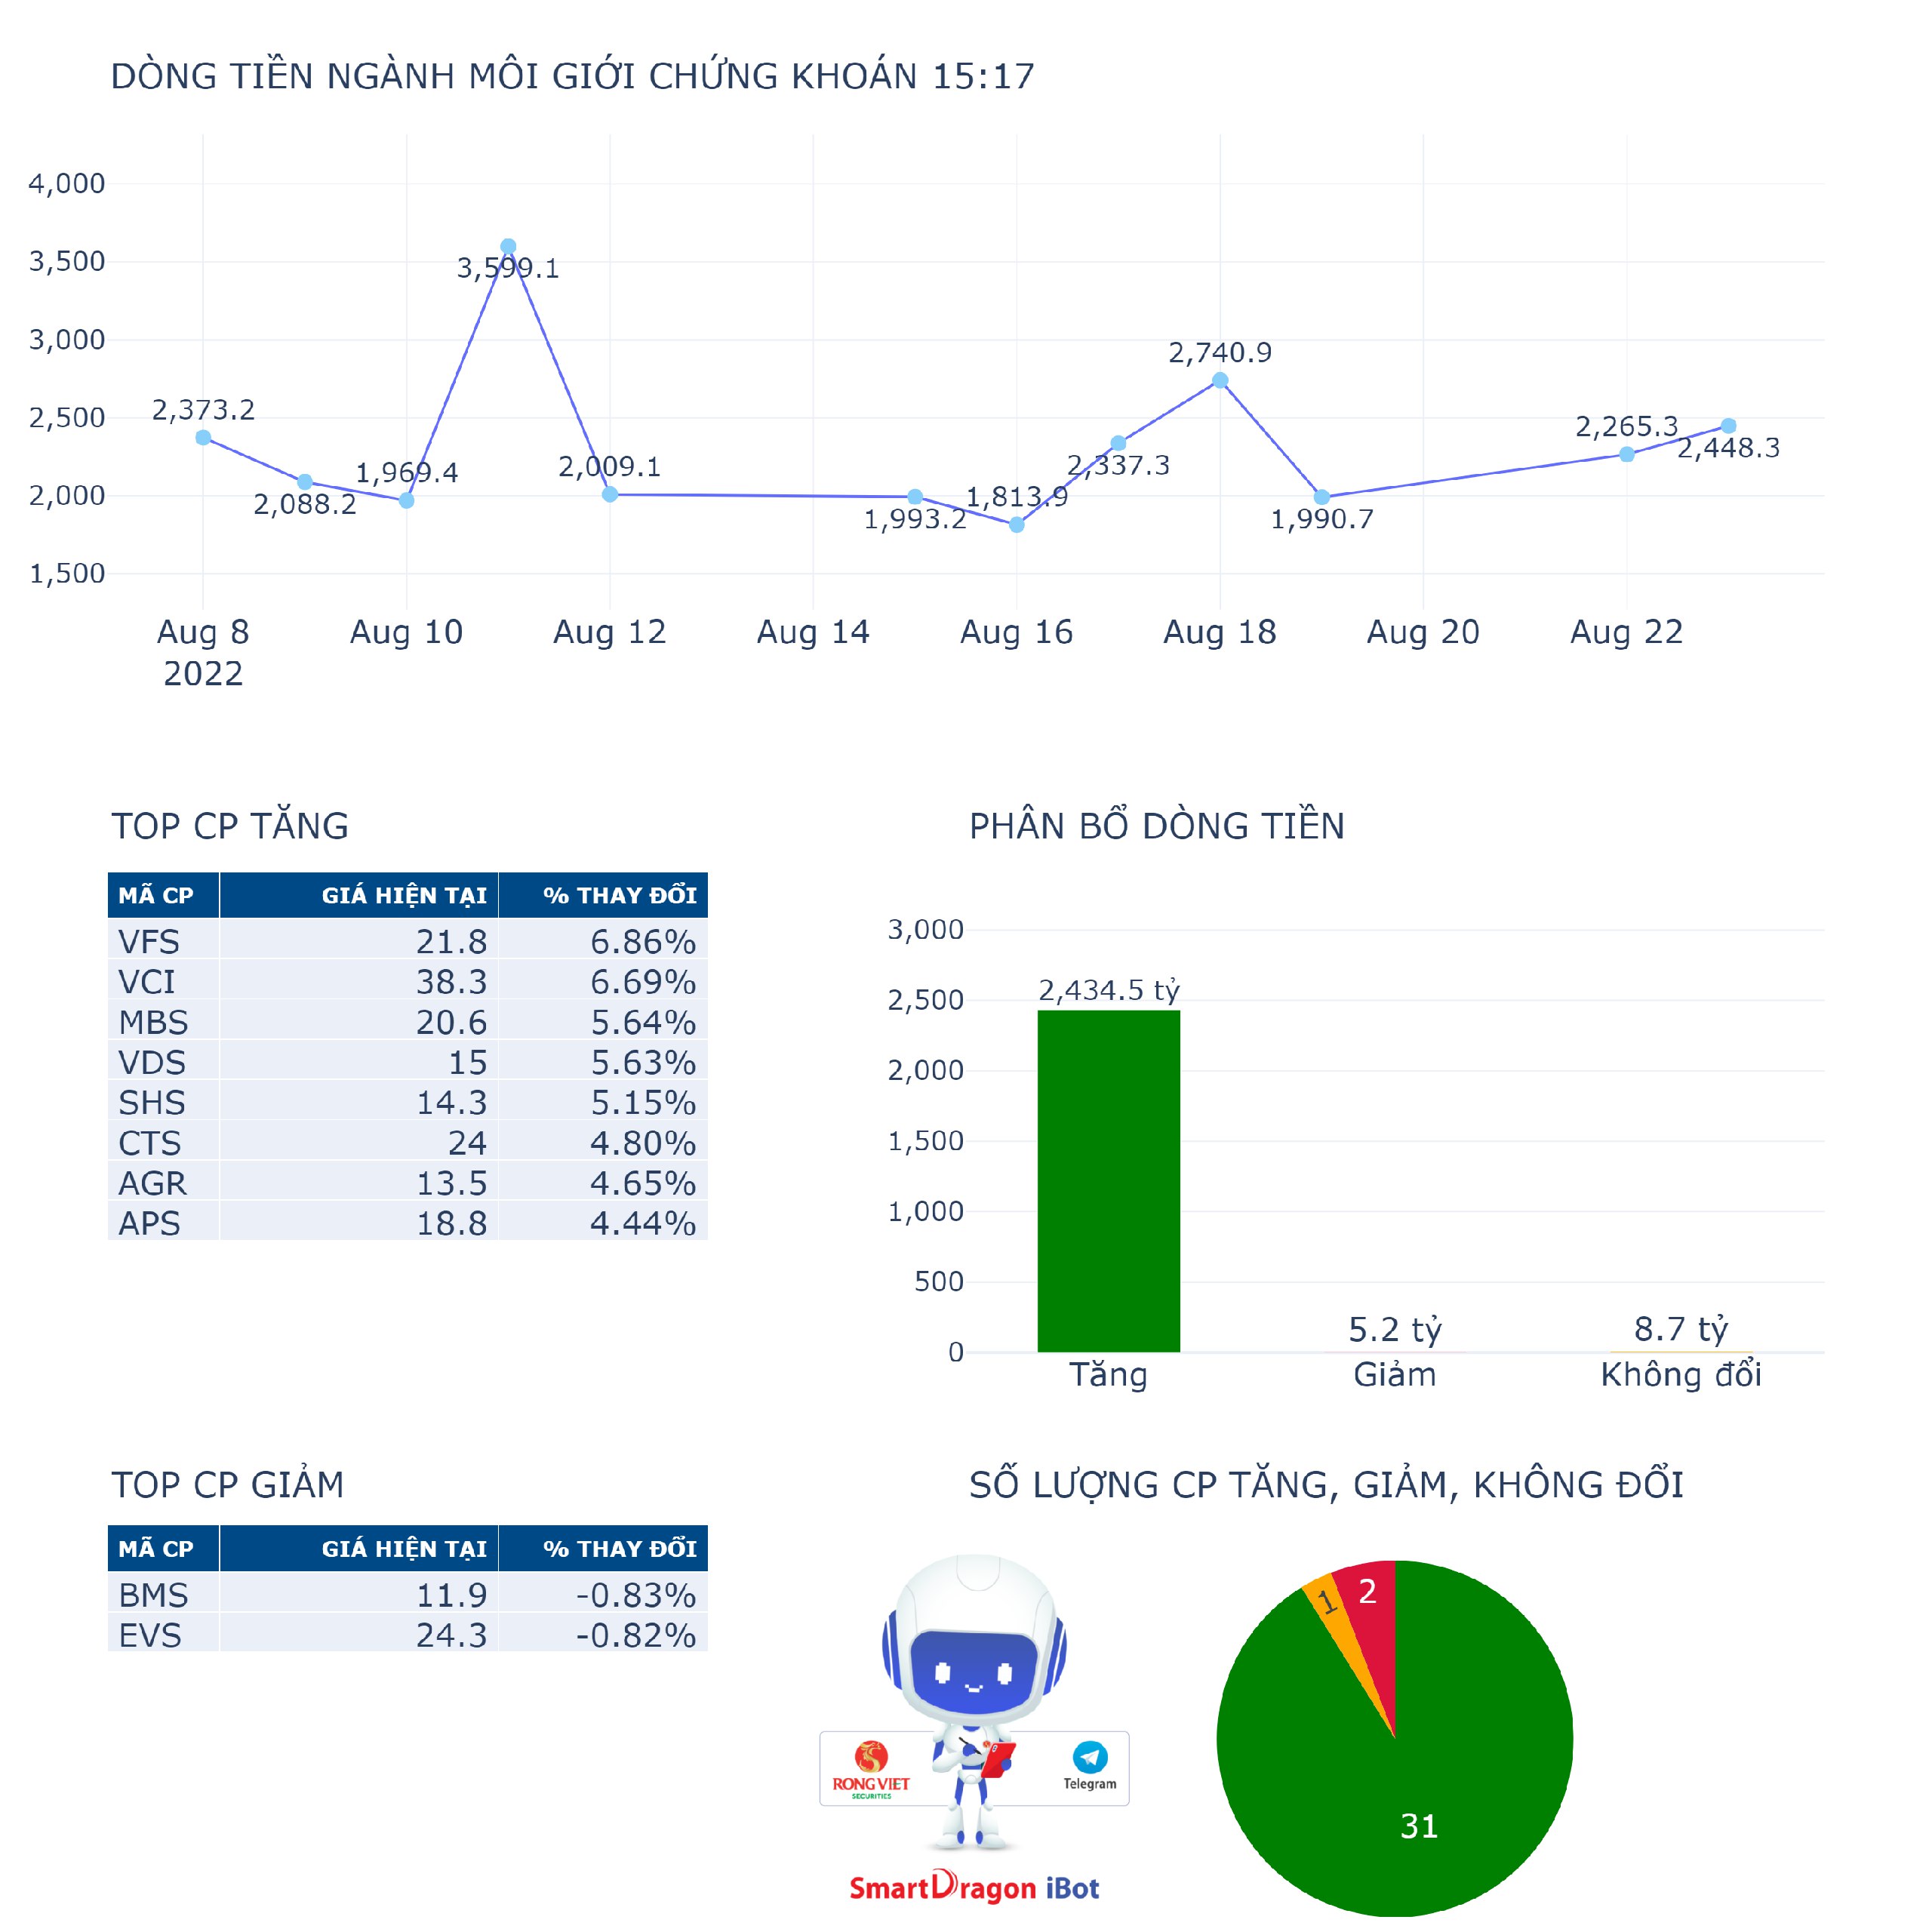 DÒNG TIỀN NGÀNH MÔI GIỚI CHỨNG KHOÁN 15:17
4,000
3,500
3,000
2,500
2,000
1,500
2,373.2
2,088.2
1,969.4
3,599.1
2,009.1
1,993.2
1,813.9
2,337.3
2,740.9
1,990.7
2,265.3
2,448.3
Aug 8 Aug 10 Aug 12 Aug 14 Aug 16 Aug 18 Aug 20 Aug 22
2022
TOP CP TĂNG
MÃ CP GIÁ HIỆN TẠI % THAY ĐỔI
VFS 21.8 6.86%
VCI 38.3 6.69%
MBS 20.6 5.64%
VDS 15 5.63%
SHS 14.3 5.15%
CTS 24 4.80%
AGR 13.5 4.65%
APS 18.8 4.44%
PHÂN BỔ DÒNG TIỀN
3,000
2,500
2,000
1,500
1,000
500
0
2,434.5 tỷ
5.2 tỷ
8.7 tỷ
Tăng Giảm Không đổi
TOP CP GIẢM
MÃ CP GIÁ HIỆN TẠI % THAY ĐỔI
BMS 11.9 -0.83%
EVS 24.3 -0.82%
SỐ LƯỢNG CP TĂNG, GIẢM, KHÔNG ĐỔI
1
2
31
RONG VIET
SECURITIES
Telegram
SmartDragon iBot